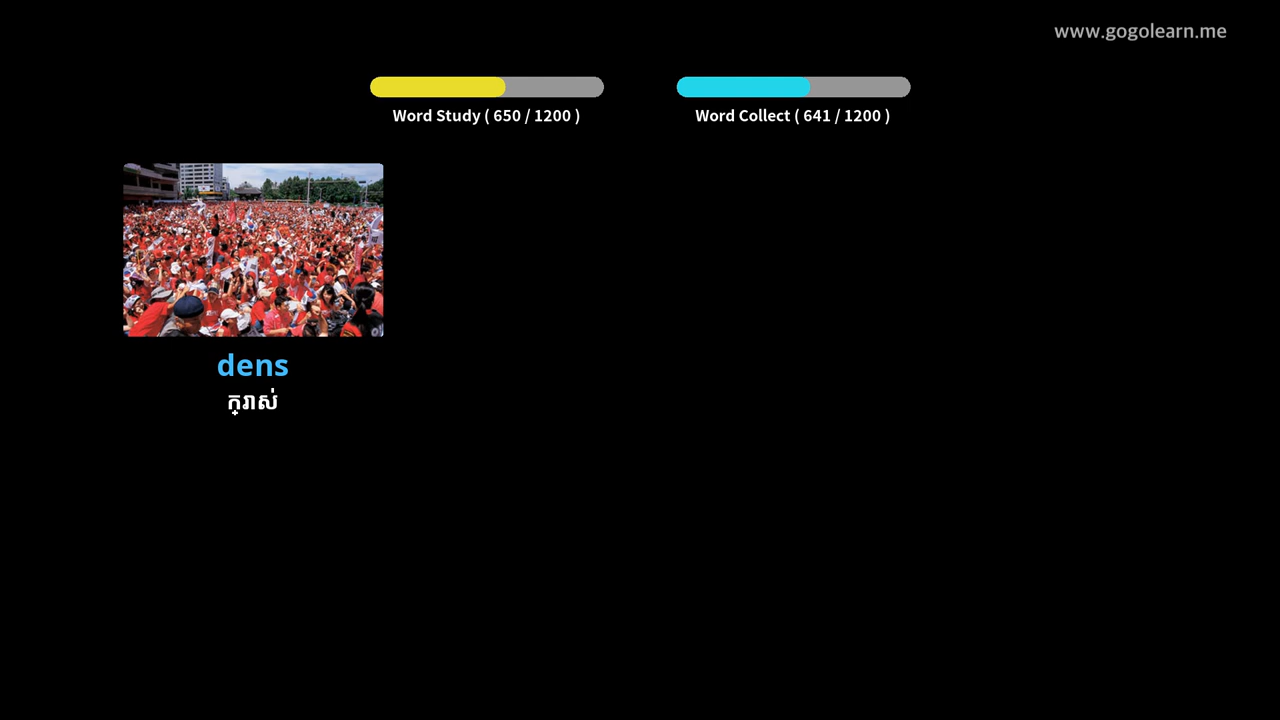 www.gogolearn.me
Word Study ( 650 / 1200 )
Word Collect ( 641 / 1200 )
dens
ក្រាស់